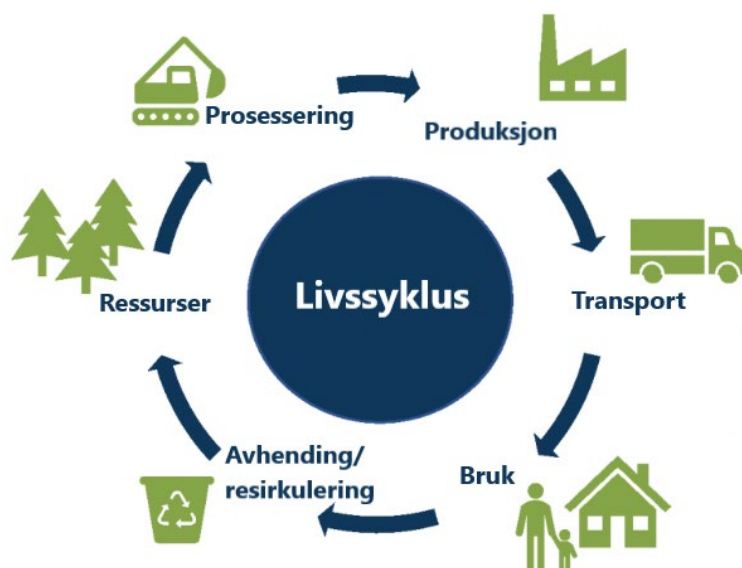 Prosessering
Produksjon
Ressurser
Livssyklus
Transport
Avhending/
resirkulering
Bruk